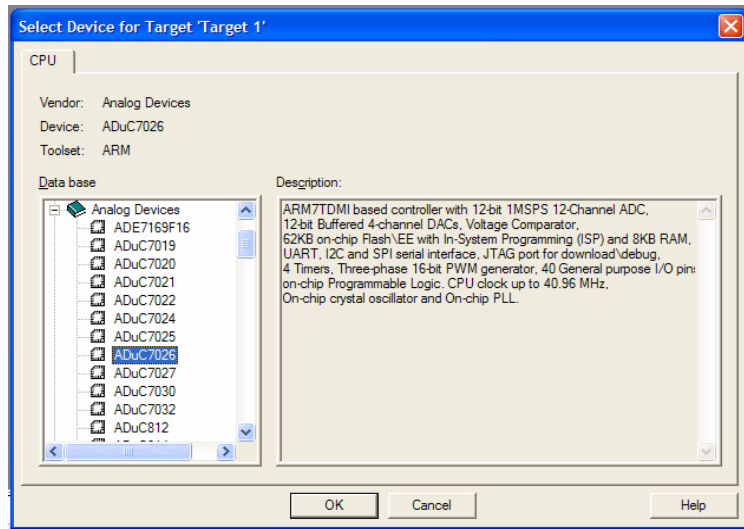 Select Device for Target 'Target 1'
CPU
Vendor: Analog Devices
Device: ADuC7026
Toolset: ARM
Data base
Description:
Analog Devices
ADE7169F16
ADuC7019
ADuC7020
ADuC7021
ADuC7022
ADuC7024
ADuC7025
ADuC7026
ADuC7027
ADuC7030
ADuC7032
ADuC812
ARM7TDMI based controller with 12-bit 1MSPS 12-Channel ADC,
12-bit Buffered 4-channel DACs, Voltage Comparator,
62KB on-chip Flash\EE with In-System Programming (ISP) and 8KB RAM,
UART, I2C and SPI serial interface, JTAG port for download\debug,
4 Timers, Three-phase 16-bit PWM generator, 40 General purpose I/O pin
on-chip Programmable Logic. CPU clock up to 40.96 MHz,
On-chip crystal oscillator and On-chip PLL.
OK
Cancel
Help